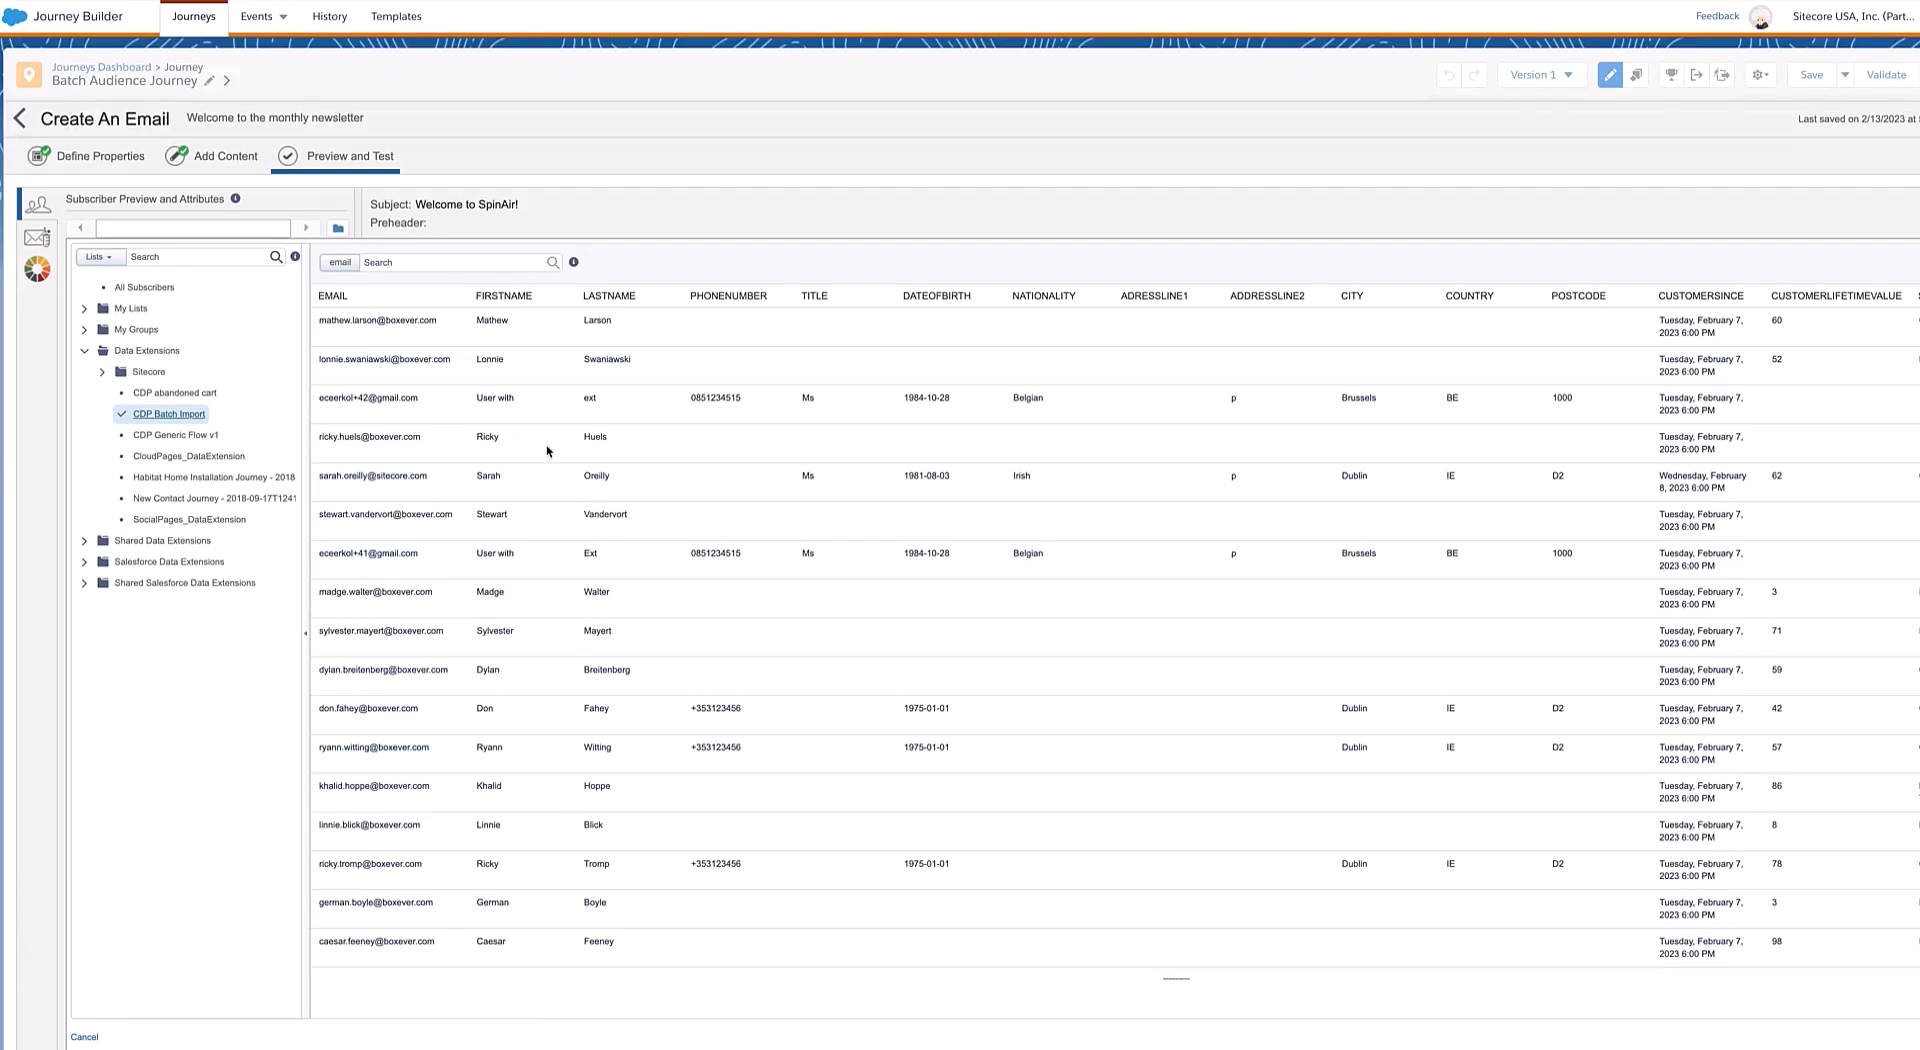 Journey Builder Journeys Events History Templates Feedback Sitecore USA, Inc. (Part...
Journeys Dashboard > Journey
Batch Audience Journey
Version 1 Save Validate
Create An Email Welcome to the monthly newsletter Last saved on 2/13/2023 at
Define Properties Add Content Preview and Test
Subscriber Preview and Attributes
Subject: Welcome to SpinAir!
Preheader:
Lists Search
All Subscribers
My Lists
My Groups
Data Extensions
Sitecore
CDP abandoned cart
CDP Batch Import
CDP Generic Flow v1
CloudPages_DataExtension
Habitat Home Installation Journey - 2018
New Contact Journey - 2018-09-17T1241
SocialPages_DataExtension
Shared Data Extensions
Salesforce Data Extensions
Shared Salesforce Data Extensions
email Search
EMAIL FIRSTNAME LASTNAME PHONENUMBER TITLE DATEOFBIRTH NATIONALITY ADRESSLINE1 ADDRESSLINE2 CITY COUNTRY POSTCODE CUSTOMERSINCE CUSTOMERLIFETIMEVALUE
mathew.larson@boxever.com Mathew Larson Tuesday, February 7, 60
2023 6:00 PM
lonnie.swaniawski@boxever.com Lonnie Swaniawski Tuesday, February 7, 52
2023 6:00 PM
eceerkol+42@gmail.com User with ext 0851234515 Ms 1984-10-28 Belgian p Brussels BE 1000 Tuesday, February 7,
2023 6:00 PM
ricky.huels@boxever.com Ricky Huels Tuesday, February 7,
2023 6:00 PM
sarah.oreilly@sitecore.com Sarah Oreilly Ms 1981-08-03 Irish p Dublin IE D2 Wednesday, February 62
8, 2023 6:00 PM
stewart.vandervort@boxever.com Stewart Vandervort Tuesday, February 7,
2023 6:00 PM
eceerkol+41@gmail.com User with Ext 0851234515 Ms 1984-10-28 Belgian p Brussels BE 1000 Tuesday, February 7,
2023 6:00 PM
madge.walter@boxever.com Madge Walter Tuesday, February 7, 3
2023 6:00 PM
sylvester.mayert@boxever.com Sylvester Mayert Tuesday, February 7, 71
2023 6:00 PM
dylan.breitenberg@boxever.com Dylan Breitenberg Tuesday, February 7, 59
2023 6:00 PM
don.fahey@boxever.com Don Fahey +353123456 1975-01-01 Dublin IE D2 Tuesday, February 7, 42
2023 6:00 PM
ryann.witting@boxever.com Ryann Witting +353123456 1975-01-01 Dublin IE D2 Tuesday, February 7, 57
2023 6:00 PM
khalid.hoppe@boxever.com Khalid Hoppe Tuesday, February 7, 86
2023 6:00 PM
linnie.blick@boxever.com Linnie Blick Tuesday, February 7, 8
2023 6:00 PM
ricky.tromp@boxever.com Ricky Tromp +353123456 1975-01-01 Dublin IE D2 Tuesday, February 7, 78
2023 6:00 PM
german.boyle@boxever.com German Boyle Tuesday, February 7, 3
2023 6:00 PM
caesar.feeney@boxever.com Caesar Feeney Tuesday, February 7, 98
2023 6:00 PM
Cancel